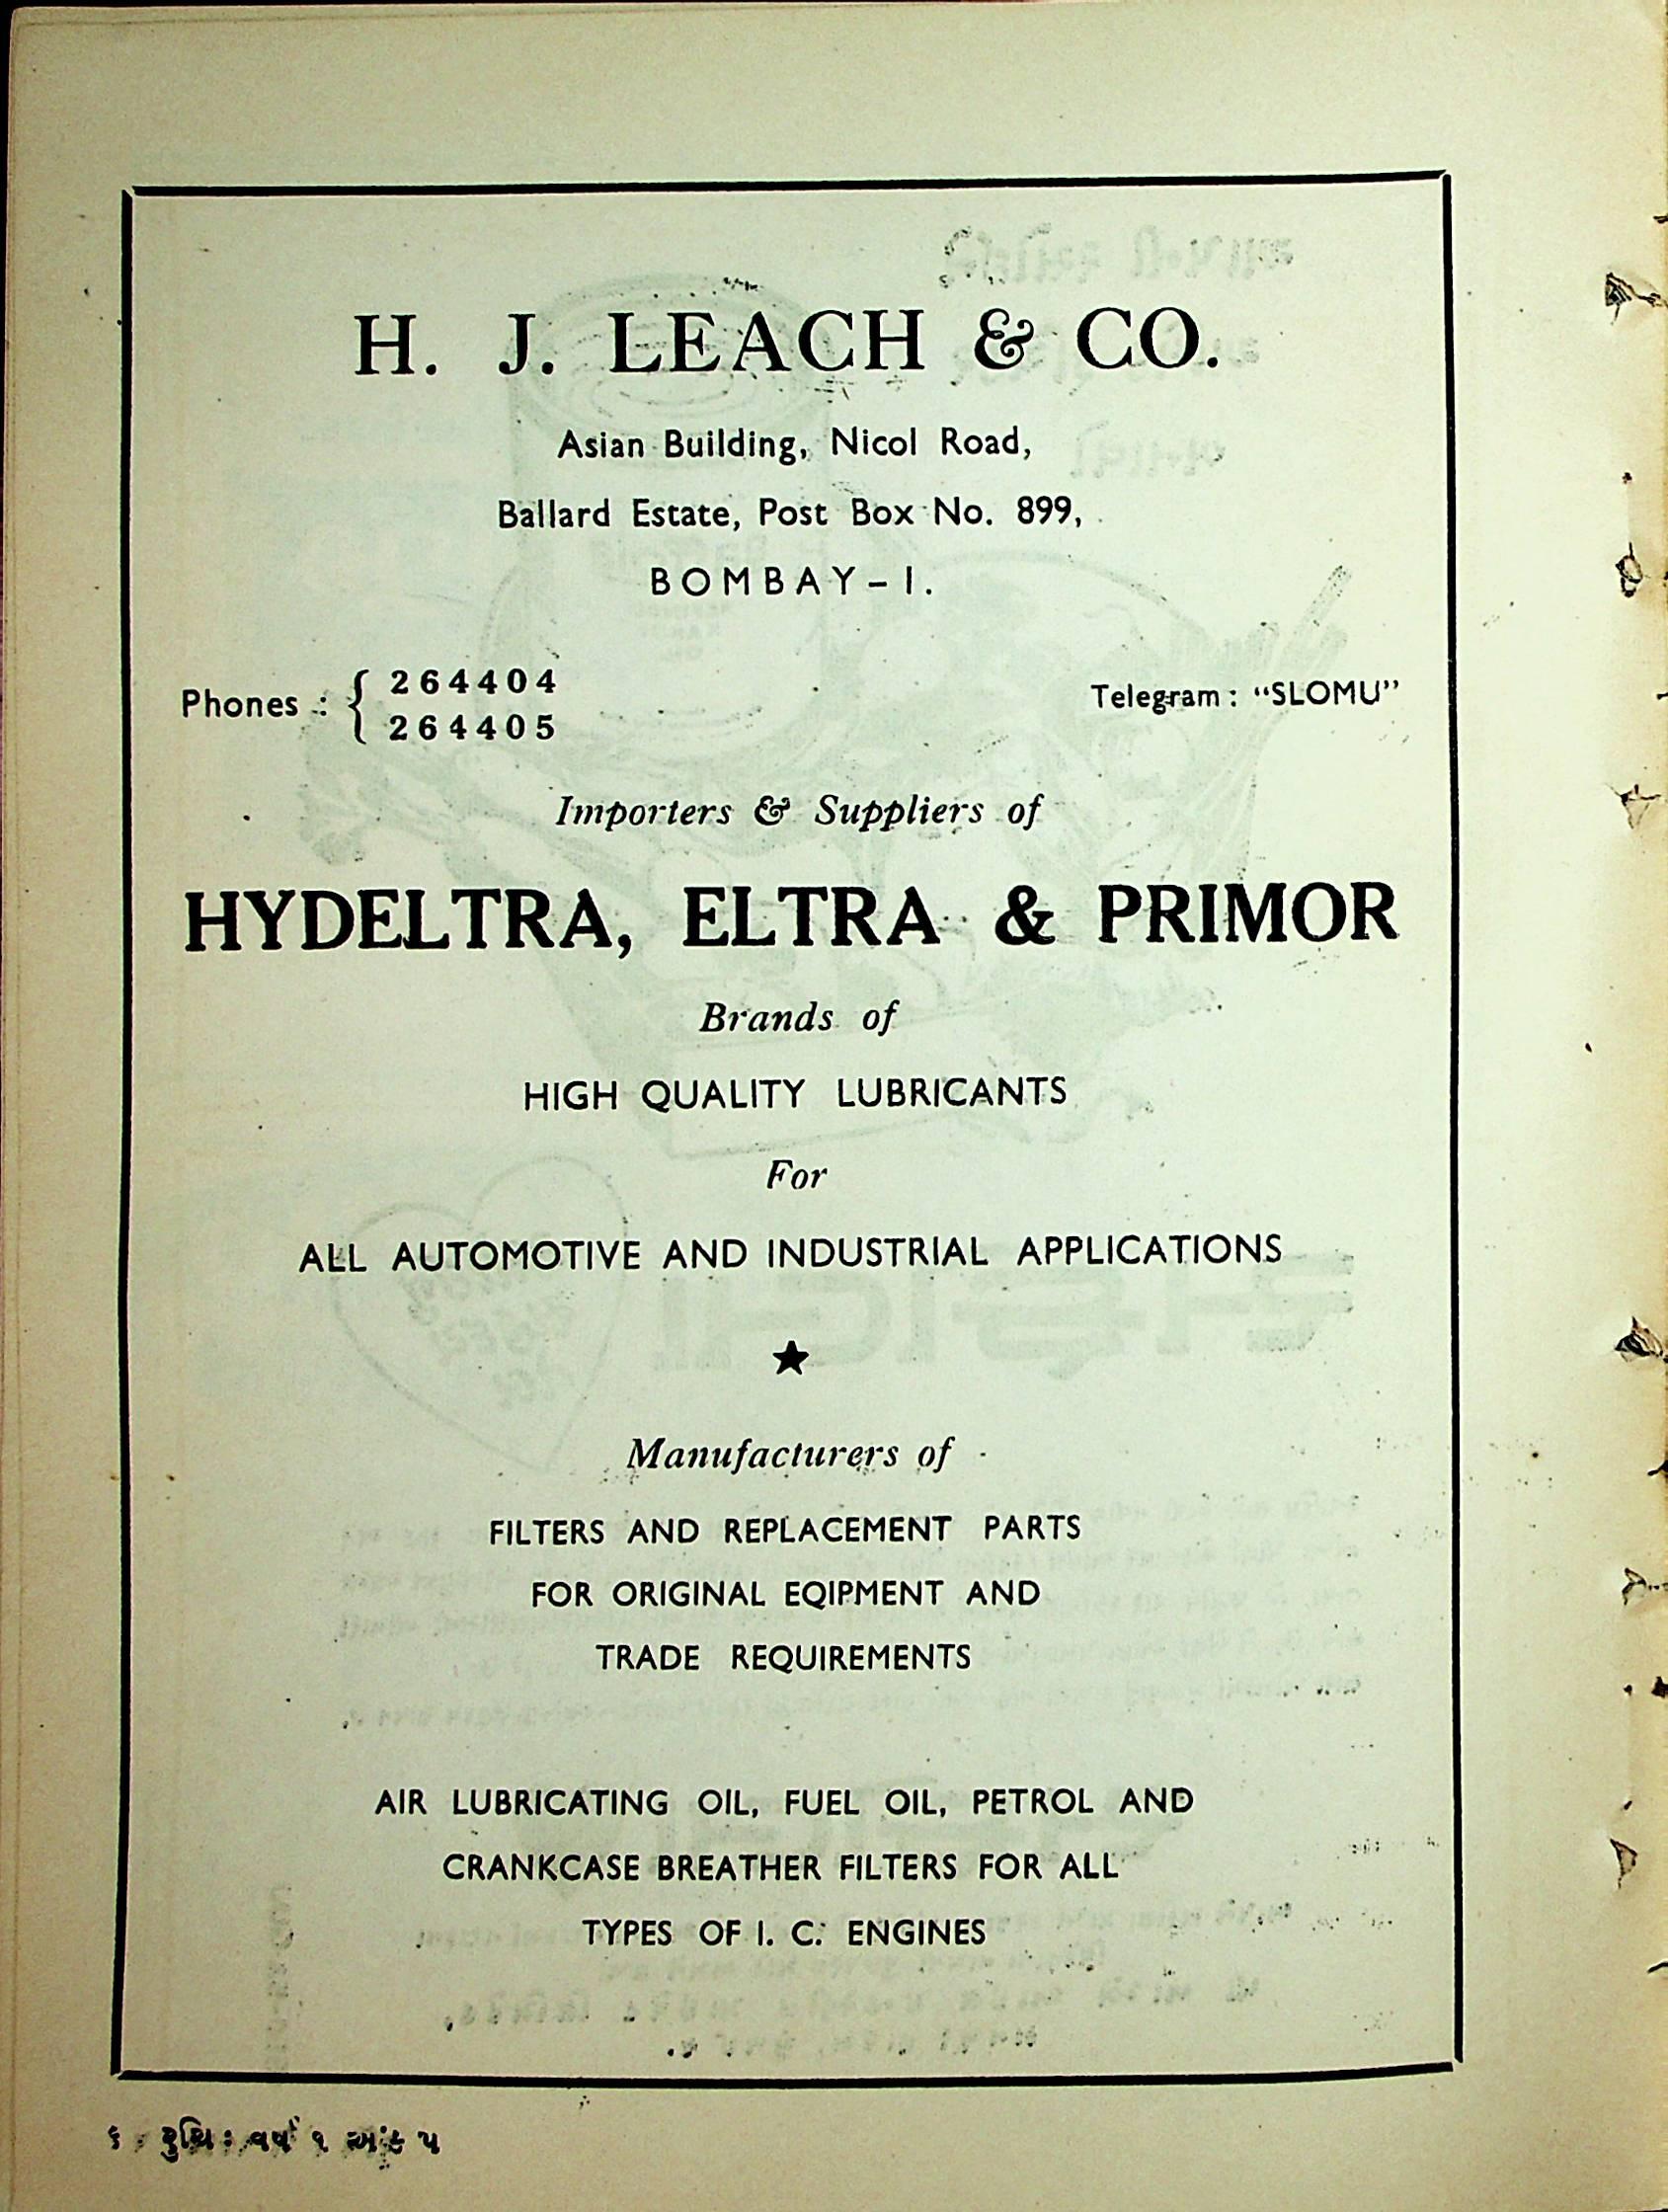 H. J. LEACH & CO.
Asian Building, Nicol Road,
Ballard Estate, Post Box No. 899,
BOMBAY-1.
Phones : { 264404
264405
Telegram : “SLOMU”
Importers & Suppliers of
HYDELTRA, ELTRA & PRIMOR
Brands of
HIGH QUALITY LUBRICANTS
For
ALL AUTOMOTIVE AND INDUSTRIAL APPLICATIONS
★
Manufacturers of
FILTERS AND REPLACEMENT PARTS
FOR ORIGINAL EQIPMENT AND
TRADE REQUIREMENTS
AIR LUBRICATING OIL, FUEL OIL, PETROL AND
CRANKCASE BREATHER FILTERS FOR ALL
TYPES OF I. C. ENGINES
વર્ષ ૧ અંક ૫